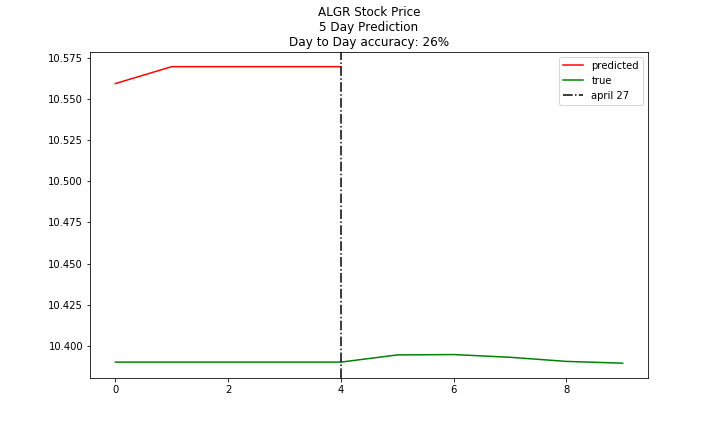 ALGR Stock Price
5 Day Prediction
Day to Day accuracy: 26%
10.575
10.550
10.525
10.500
10.475
10.450
10.425
10.400
predicted
true
april 27
0 2 4 6 8